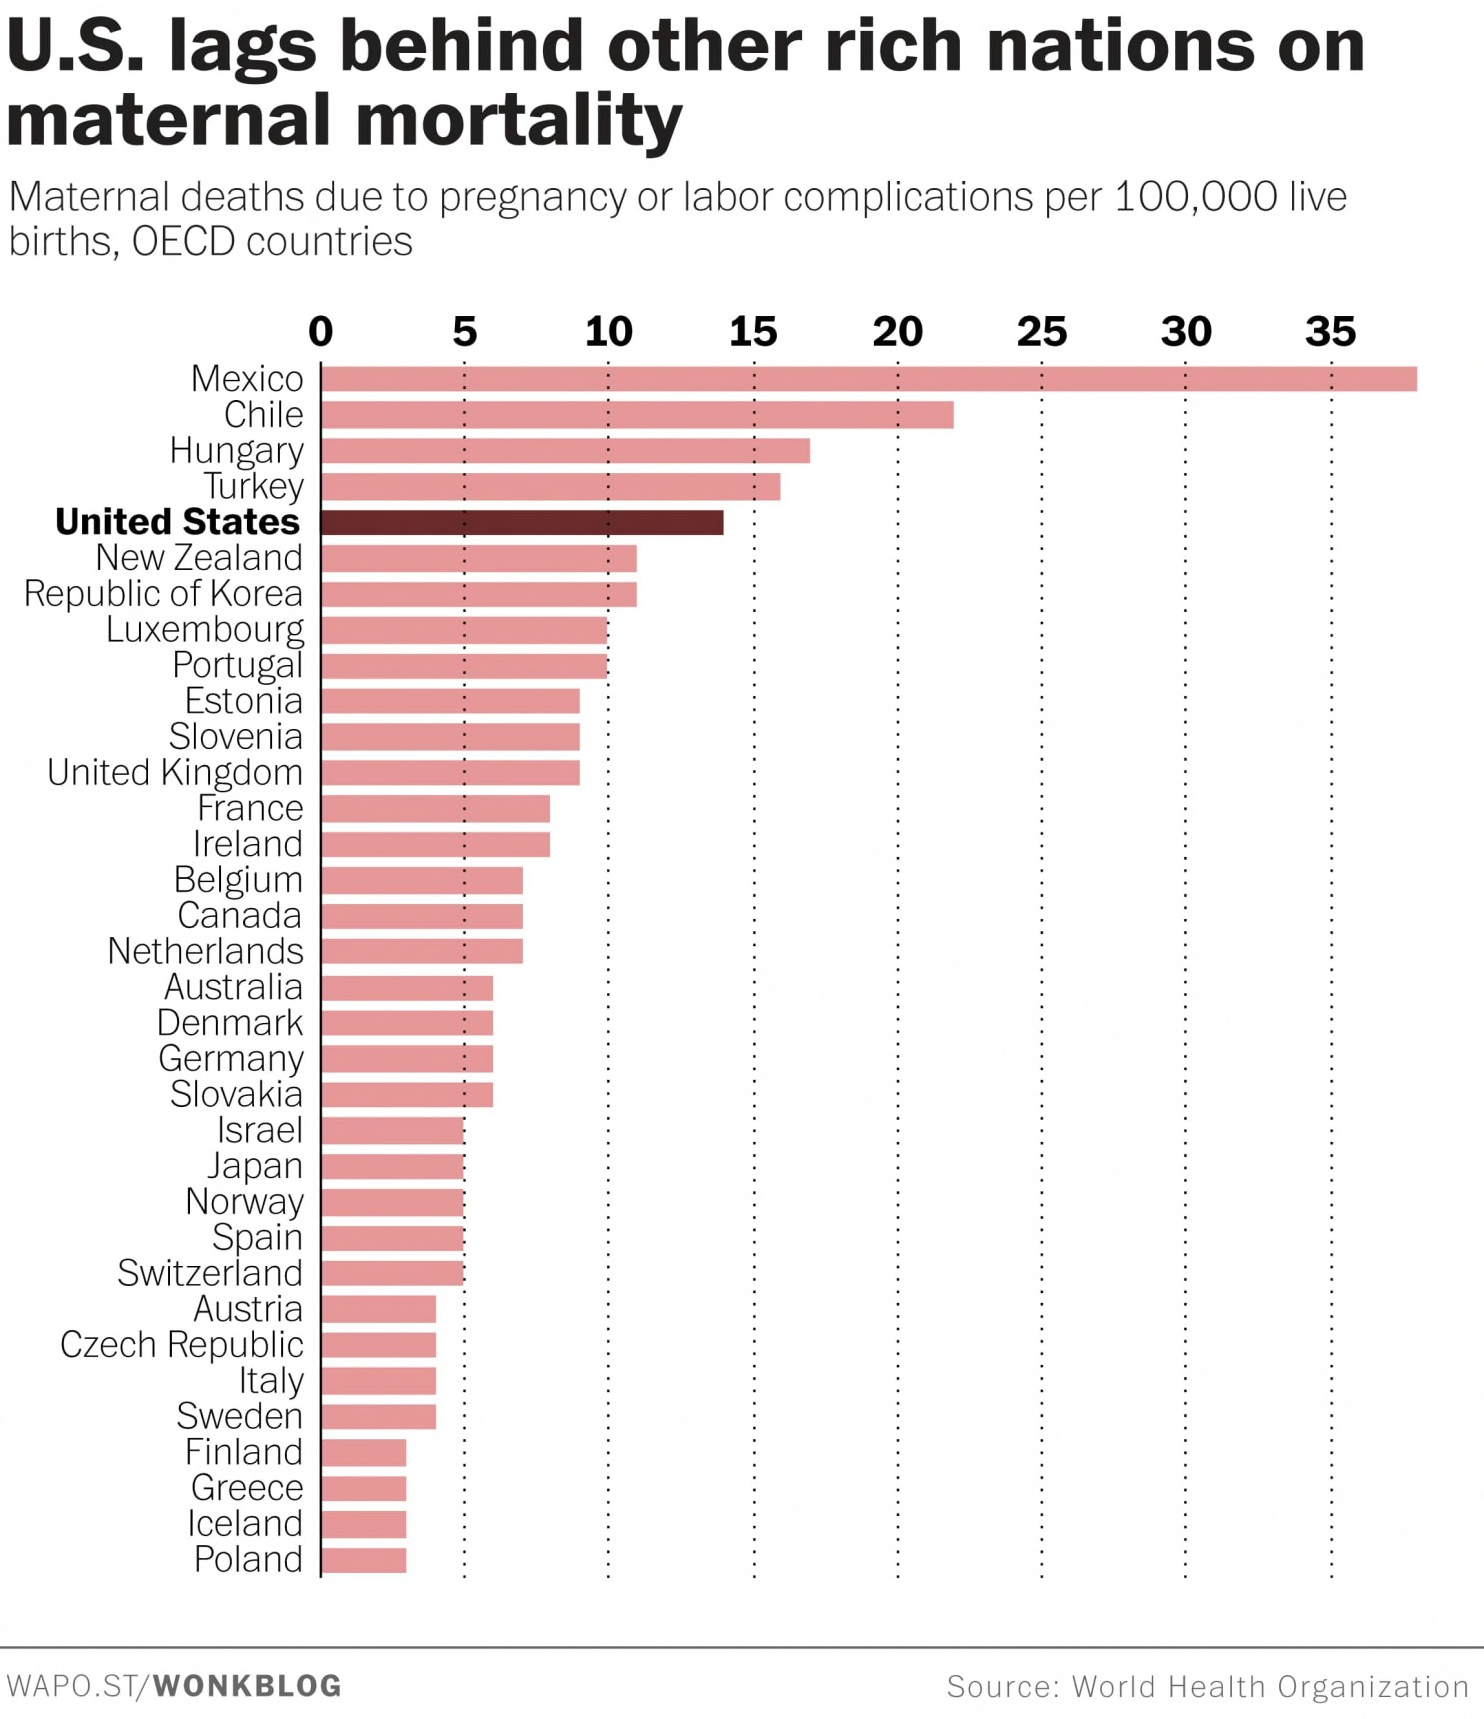 U.S. lags behind other rich nations on
maternal mortality
Maternal deaths due to pregnancy or labor complications per 100,000 live
births, OECD countries
0 5 10 15 20 25 30 35
Mexico
Chile
Hungary
Turkey
United States
New Zealand
Republic of Korea
Luxembourg
Portugal
Estonia
Slovenia
United Kingdom
France
Ireland
Belgium
Canada
Netherlands
Australia
Denmark
Germany
Slovakia
Israel
Japan
Norway
Spain
Switzerland
Austria
Czech Republic
Italy
Sweden
Finland
Greece
Iceland
Poland
WAPO.ST/WONKBLOG
Source: World Health Organization